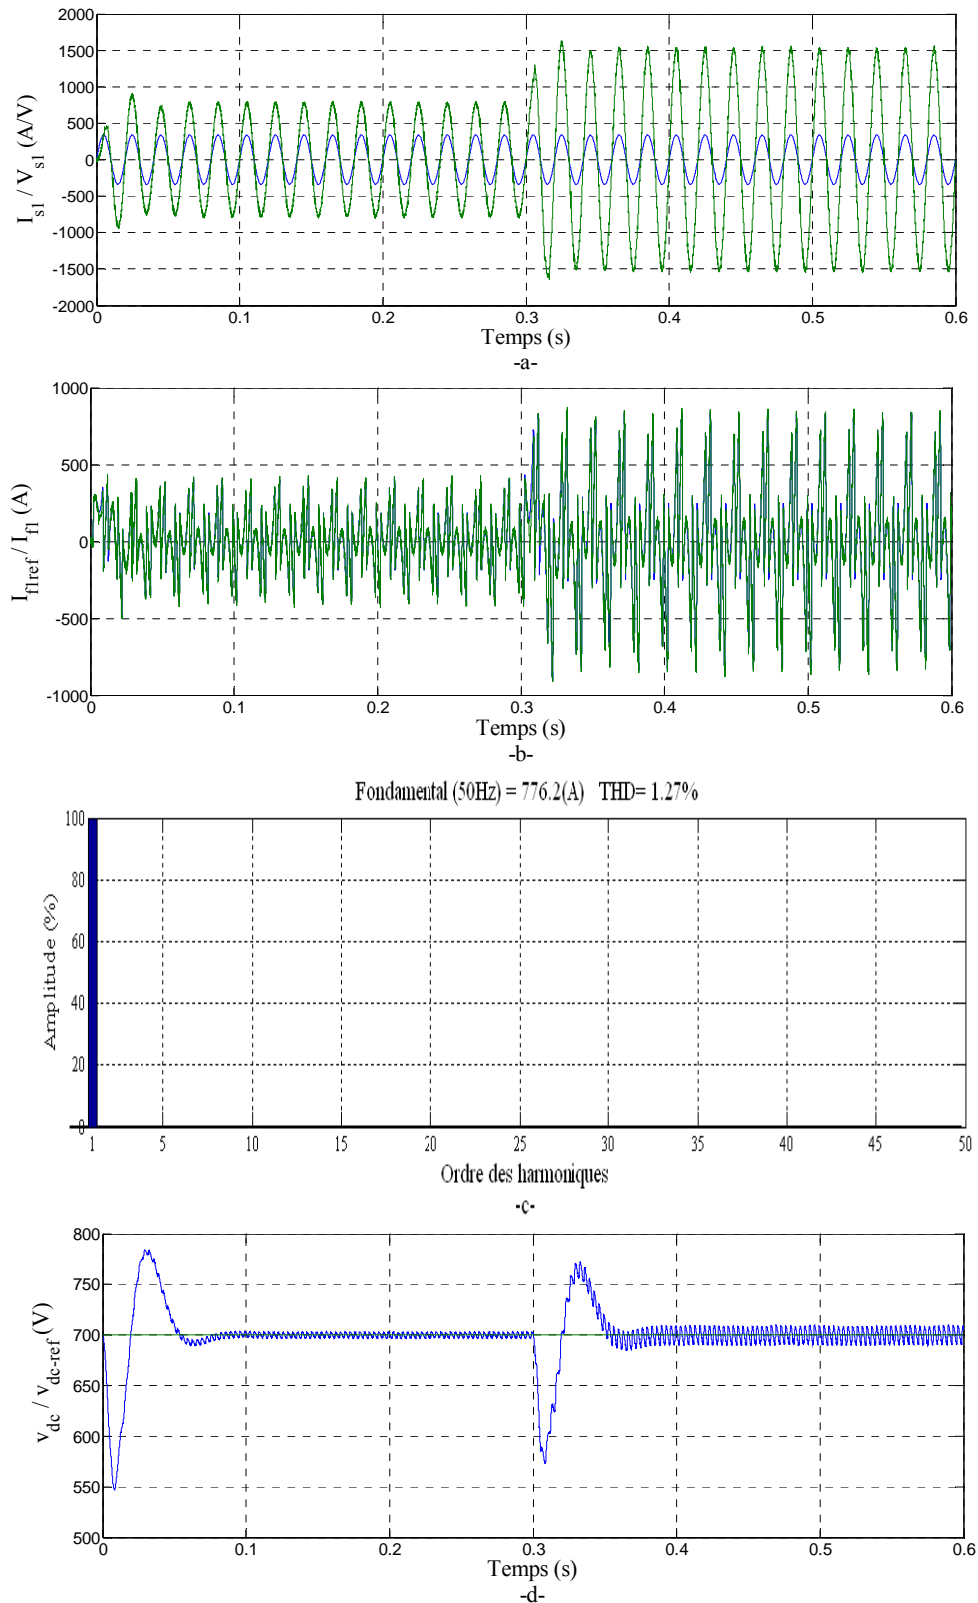 2000
1500
1000
500
0
-500
-1000
-1500
-2000
I_s1 / V_s1 (A/V)
0 0.1 0.2 0.3 0.4 0.5 0.6
Temps (s)
-a-
1000
500
0
-500
-1000
I_f1ref / I_f1 (A)
0 0.1 0.2 0.3 0.4 0.5 0.6
Temps (s)
-b-
Fondamental (50Hz) = 776.2(A) THD= 1.27%
100
80
60
40
20
0
Amplitude (%)
1 5 10 15 20 25 30 35 40 45 50
Ordre des harmoniques
-c-
800
750
700
650
600
550
500
v_dc / v_dc-ref (V)
0 0.1 0.2 0.3 0.4 0.5 0.6
Temps (s)
-d-